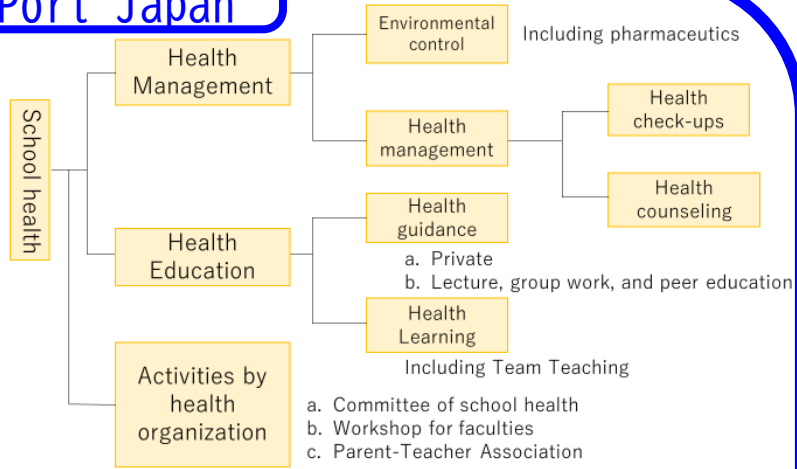 Port Japan
Environmental
control
Including pharmaceutics
Health
Management
Health
check-ups
Health
management
School health
Health
counseling
Health
guidance
Health
Education
a. Private
b. Lecture, group work, and peer education
Health
Learning
Including Team Teaching
Activities by
health
organization
a. Committee of school health
b. Workshop for faculties
c. Parent-Teacher Association